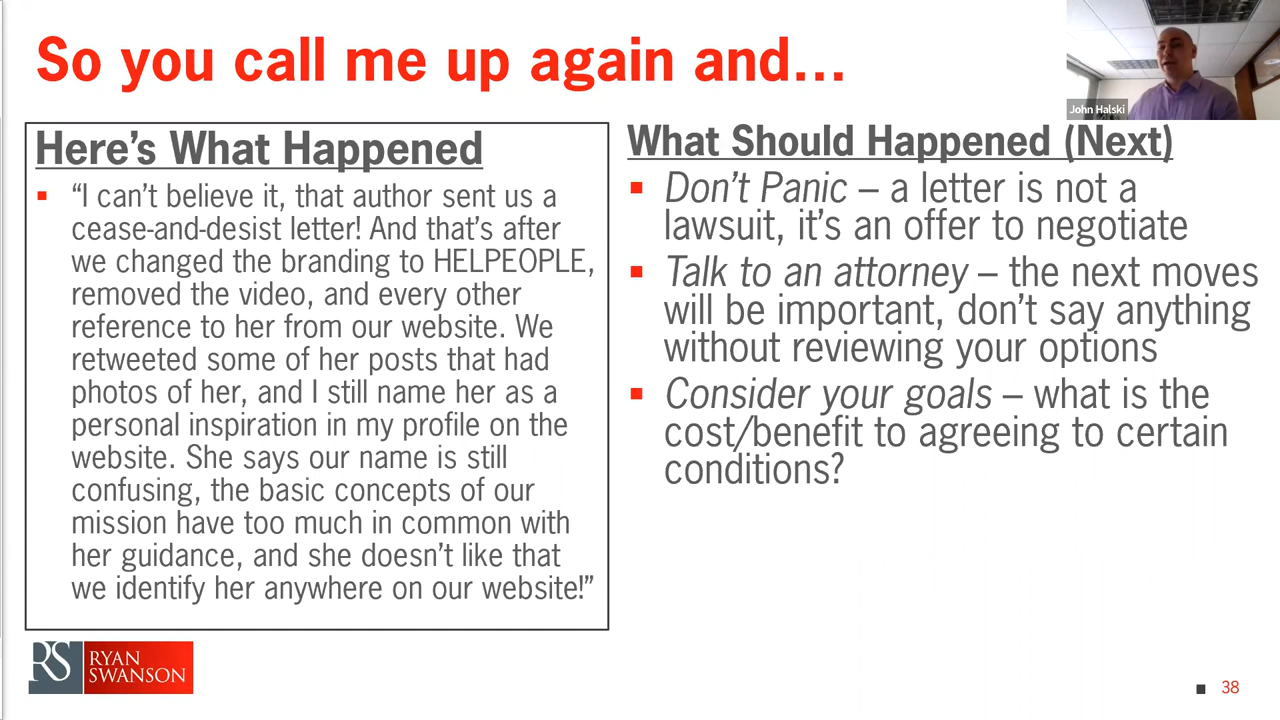 So you call me up again and…
John Halski
Here's What Happened
▪ “I can't believe it, that author sent us a
cease-and-desist letter! And that's after
we changed the branding to HELPEOPLE,
removed the video, and every other
reference to her from our website. We
retweeted some of her posts that had
photos of her, and I still name her as a
personal inspiration in my profile on the
website. She says our name is still
confusing, the basic concepts of our
mission have too much in common with
her guidance, and she doesn't like that
we identify her anywhere on our website!”
What Should Happened (Next)
▪ Don't Panic – a letter is not a
lawsuit, it's an offer to negotiate
▪ Talk to an attorney – the next moves
will be important, don't say anything
without reviewing your options
▪ Consider your goals – what is the
cost/benefit to agreeing to certain
conditions?
RS
RYAN
SWANSON
▪ 38